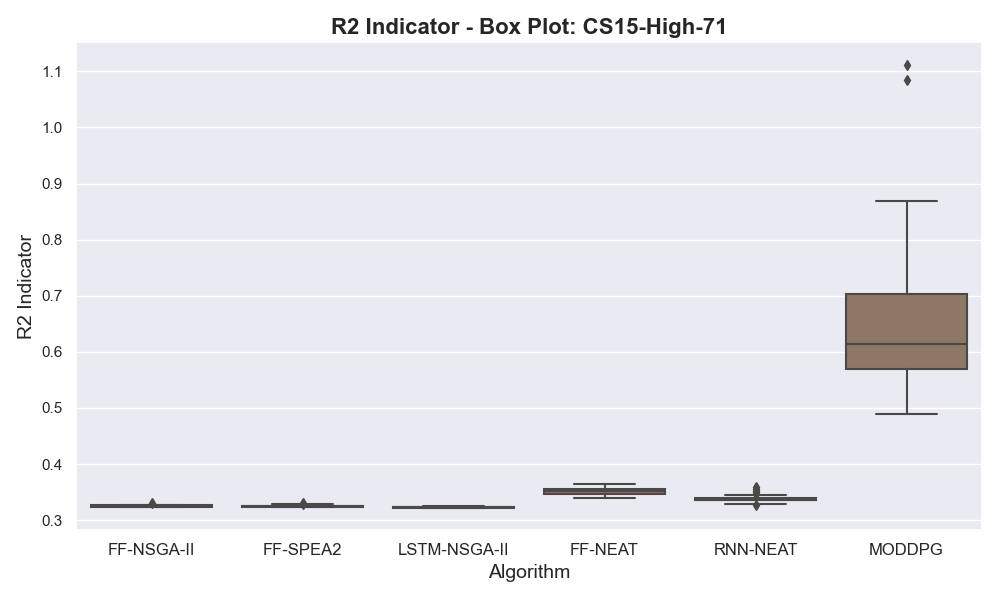 R2 Indicator - Box Plot: CS15-High-71
R2 Indicator
1.1
1.0
0.9
0.8
0.7
0.6
0.5
0.4
0.3
FF-NSGA-II FF-SPEA2 LSTM-NSGA-II FF-NEAT RNN-NEAT MODDPG
Algorithm